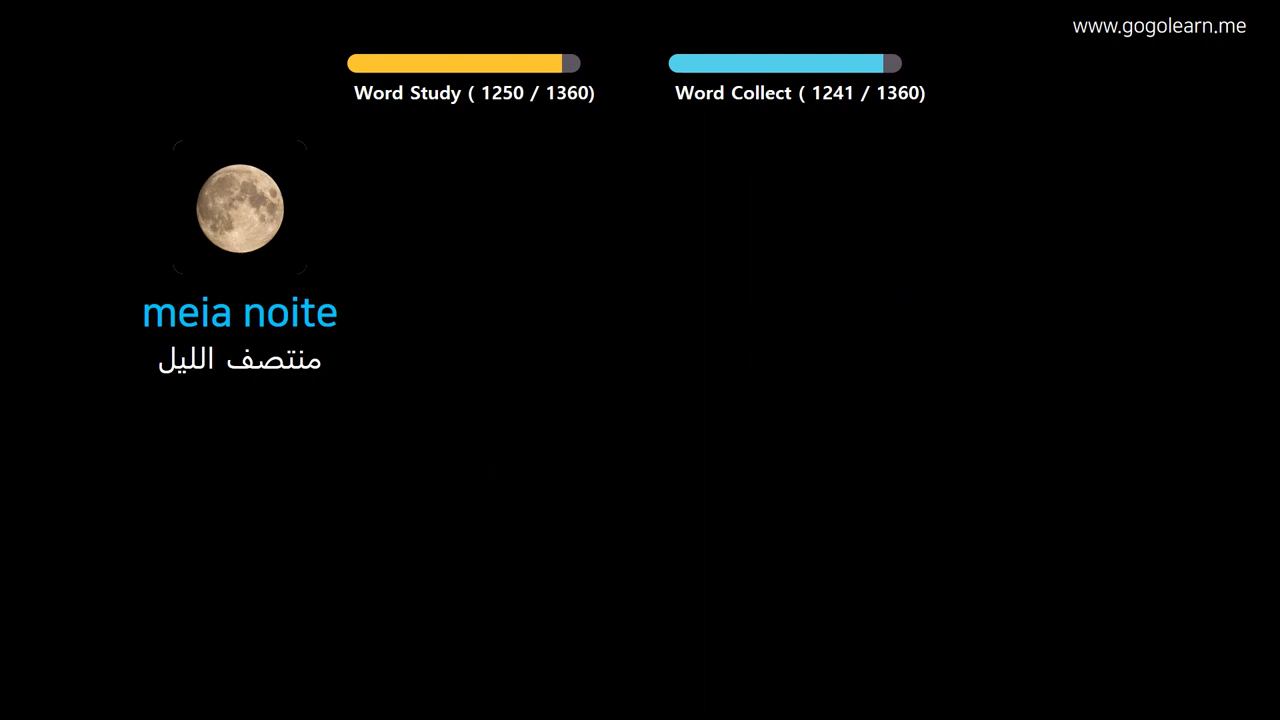 www.gogolearn.me
Word Study ( 1250 / 1360)
Word Collect ( 1241 / 1360)
meia noite
منتصف الليل